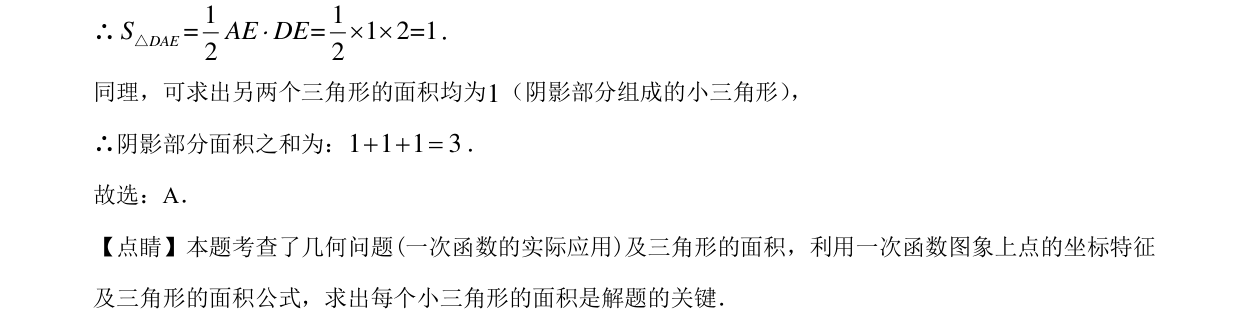 ∴ S△DAE=1/2 AE·DE=1/2×1×2=1.
同理，可求出另两个三角形的面积均为1（阴影部分组成的小三角形），
∴阴影部分面积之和为：1+1+1=3.
故选：A.
【点睛】本题考查了几何问题(一次函数的实际应用)及三角形的面积，利用一次函数图象上点的坐标特征
及三角形的面积公式，求出每个小三角形的面积是解题的关键.